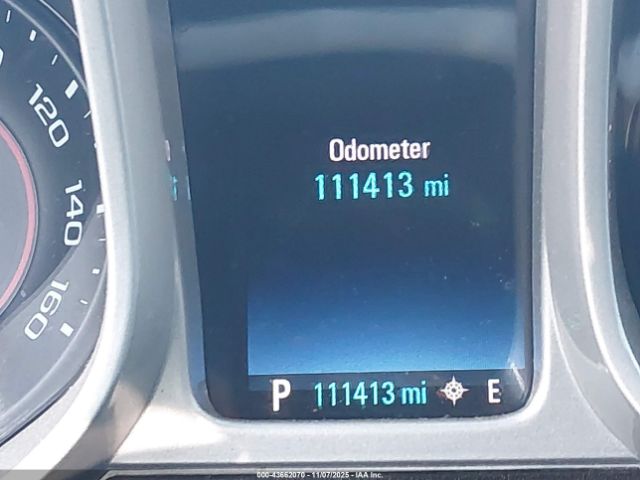 120
140
160
Odometer
111413 mi
P 111413 mi E
000-43662070 - 11/07/2025 - IAA Inc.